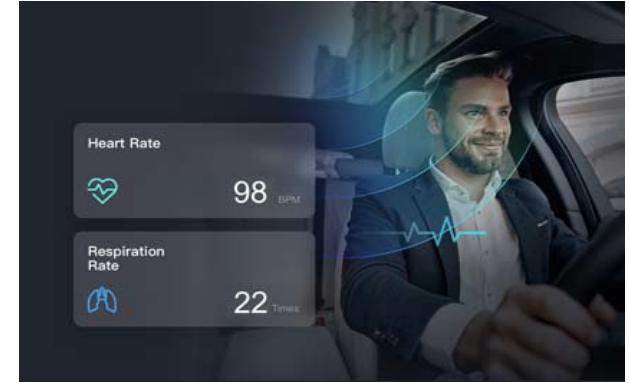 Heart Rate
98 BPM
Respiration
Rate
22 Times